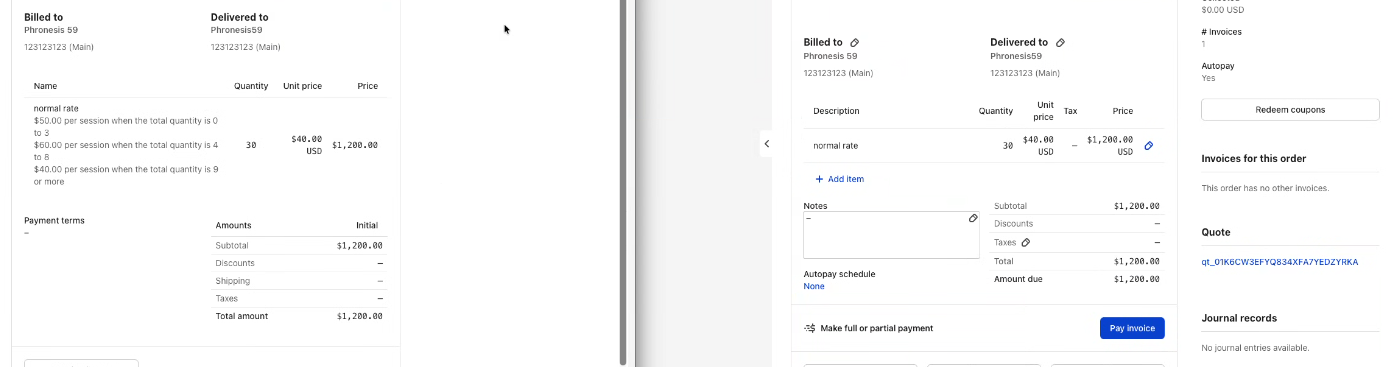 Billed to
Delivered to
Phronesis 59
Phronesis59
123123123 (Main)
123123123 (Main)
Name
Quantity
Unit price
Price
normal rate
$50.00 per session when the total quantity is 0
to 3
$60.00 per session when the total quantity is 4
to 8
$40.00 per session when the total quantity is 9
or more
30
$40.00
USD
$1,200.00
Payment terms
–
Amounts
Initial
Subtotal
$1,200.00
Discounts
–
Shipping
–
Taxes
–
Total amount
$1,200.00
Billed to
Delivered to
Phronesis 59
Phronesis59
123123123 (Main)
123123123 (Main)
Description
Quantity
Unit
price
Tax
Price
normal rate
30
$40.00
USD
–
$1,200.00
USD
+ Add item
Notes
–
Subtotal
$1,200.00
Discounts
–
Taxes
–
Total
$1,200.00
Amount due
$1,200.00
Autopay schedule
None
Make full or partial payment
Pay invoice
$0.00 USD
# Invoices
1
Autopay
Yes
Redeem coupons
Invoices for this order
This order has no other invoices.
Quote
qt_01K6CW3EFYQ834XFA7YEDZYRKA
Journal records
No journal entries available.